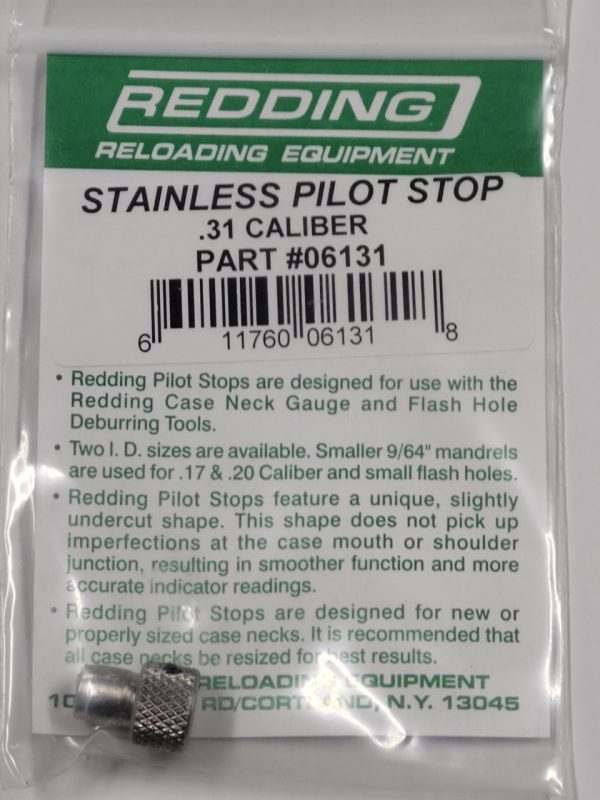 REDDING
RELOADING EQUIPMENT
STAINLESS PILOT STOP
.31 CALIBER
PART #06131
6 11760 06131 8
• Redding Pilot Stops are designed for use with the
Redding Case Neck Gauge and Flash Hole
Deburring Tools.
• Two I. D. sizes are available. Smaller 9/64" mandrels
are used for .17 & .20 Caliber and small flash holes.
• Redding Pilot Stops feature a unique, slightly
undercut shape. This shape does not pick up
imperfections at the case mouth or shoulder
junction, resulting in smoother function and more
accurate indicator readings.
• Redding Pilot Stops are designed for new or
properly sized case necks. It is recommended that
all case necks be resized for best results.
RELOADING EQUIPMENT
RD/CORTLAND, N.Y. 13045